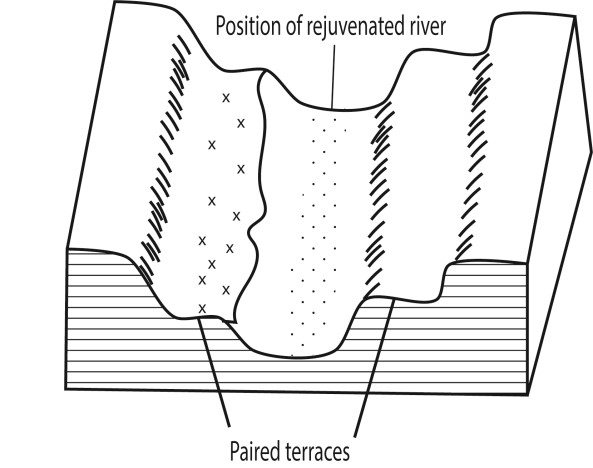 Position of rejuvenated river
Paired terraces